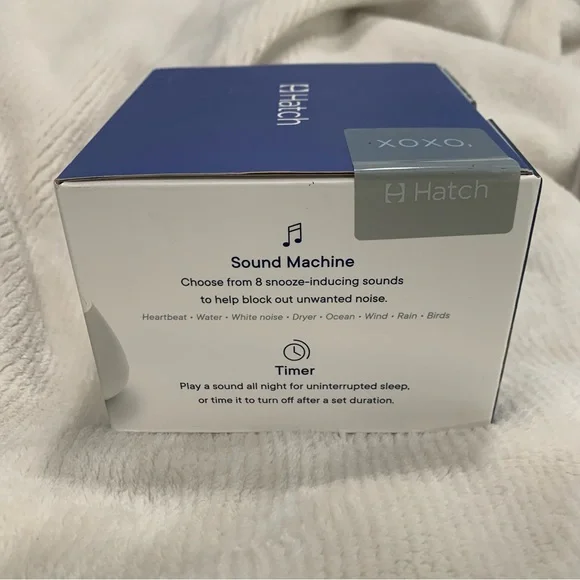 Hatch
XOXO.
Hatch
Sound Machine
Choose from 8 snooze-inducing sounds
to help block out unwanted noise.
Heartbeat • Water • White noise • Dryer • Ocean • Wind • Rain • Birds
Timer
Play a sound all night for uninterrupted sleep,
or time it to turn off after a set duration.